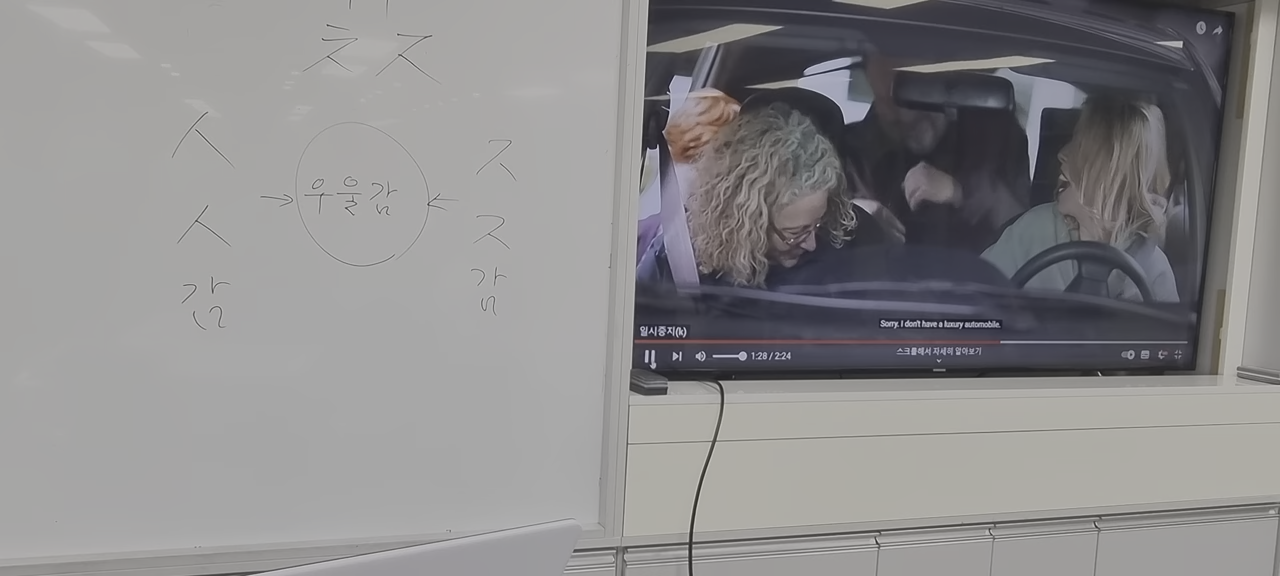 ㅊ ㅈ
ㅅ
ㅅ
감
우울감
ㅈ
ㅈ
감
Sorry. I don't have a luxury automobile.
일시중지(k)
1:28 / 2:24
스크롤해서 자세히 알아보기